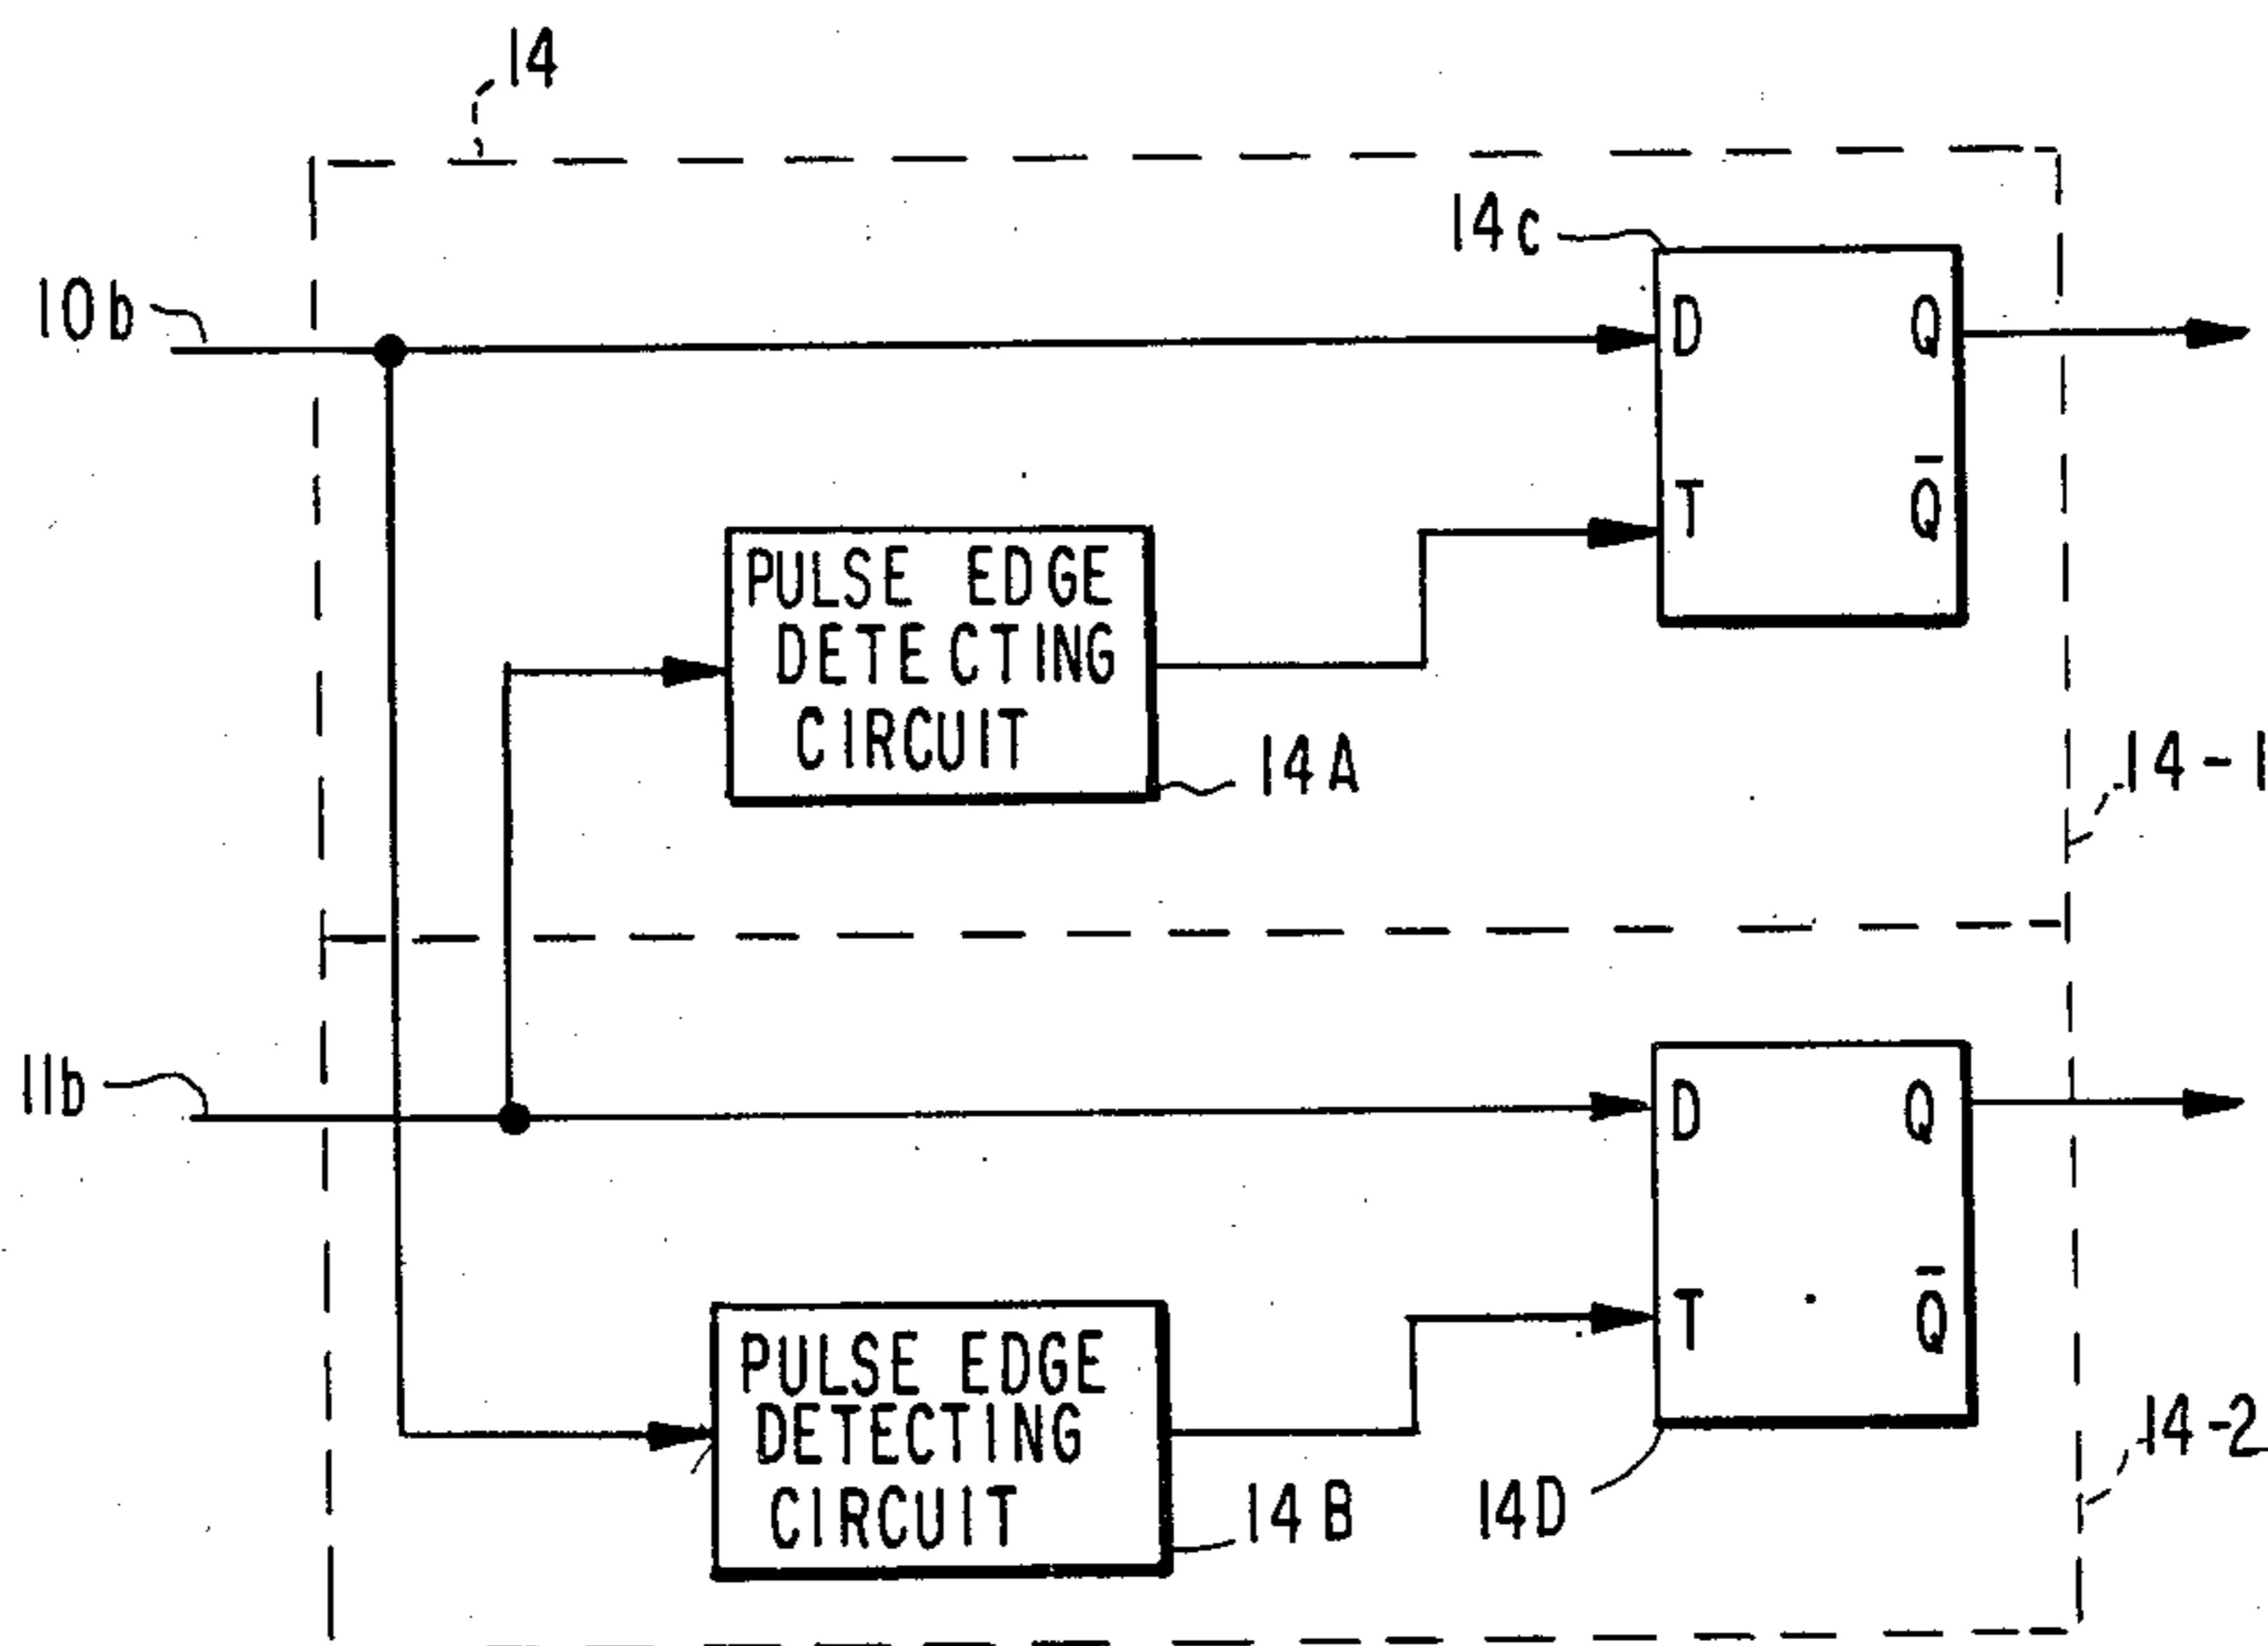 14
14c
10b
D Q
T Q̅
PULSE EDGE
DETECTING
CIRCUIT
14A
14-1
11b
D Q
T Q̅
PULSE EDGE
DETECTING
CIRCUIT
14B
14D
14-2